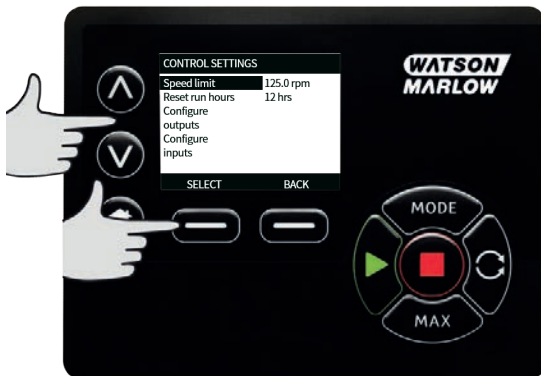 CONTROL SETTINGS
WATSON
MARLOW
Speed limit 125.0 rpm
Reset run hours 12 hrs
Configure
outputs
Configure
inputs
SELECT BACK
MODE
MAX